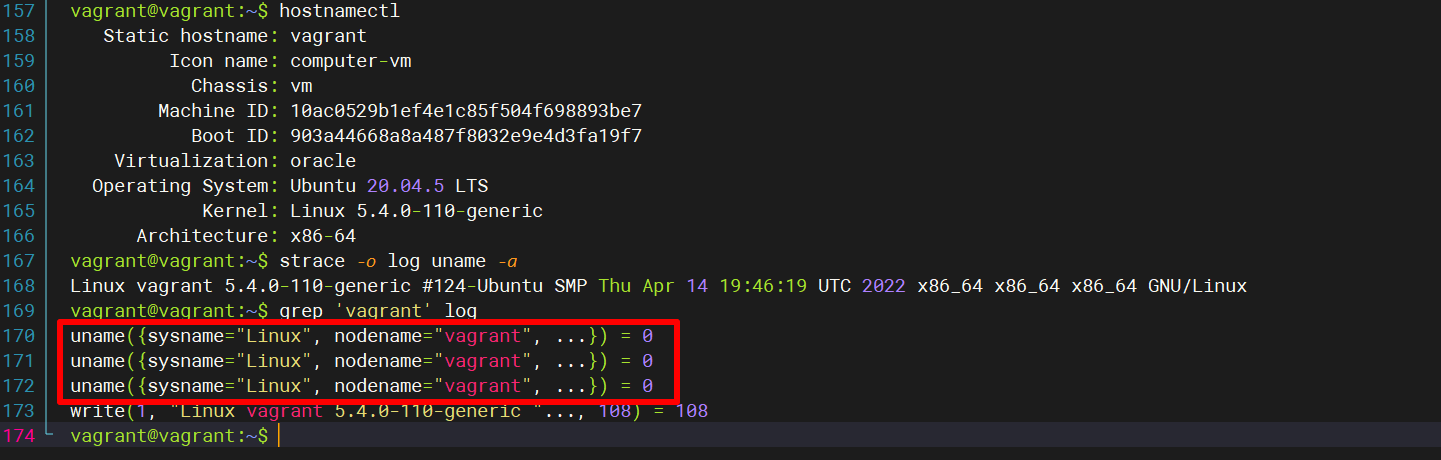 157 vagrant@vagrant:~$ hostnamectl
158 Static hostname: vagrant
159 Icon name: computer-vm
160 Chassis: vm
161 Machine ID: 10ac0529b1ef4e1c85f504f698893be7
162 Boot ID: 903a44668a8a487f8032e9e4d3fa19f7
163 Virtualization: oracle
164 Operating System: Ubuntu 20.04.5 LTS
165 Kernel: Linux 5.4.0-110-generic
166 Architecture: x86-64
167 vagrant@vagrant:~$ strace -o log uname -a
168 Linux vagrant 5.4.0-110-generic #124-Ubuntu SMP Thu Apr 14 19:46:19 UTC 2022 x86_64 x86_64 x86_64 GNU/Linux
169 vagrant@vagrant:~$ grep 'vagrant' log
170 uname({sysname="Linux", nodename="vagrant", ...}) = 0
171 uname({sysname="Linux", nodename="vagrant", ...}) = 0
172 uname({sysname="Linux", nodename="vagrant", ...}) = 0
173 write(1, "Linux vagrant 5.4.0-110-generic "..., 108) = 108
174 vagrant@vagrant:~$